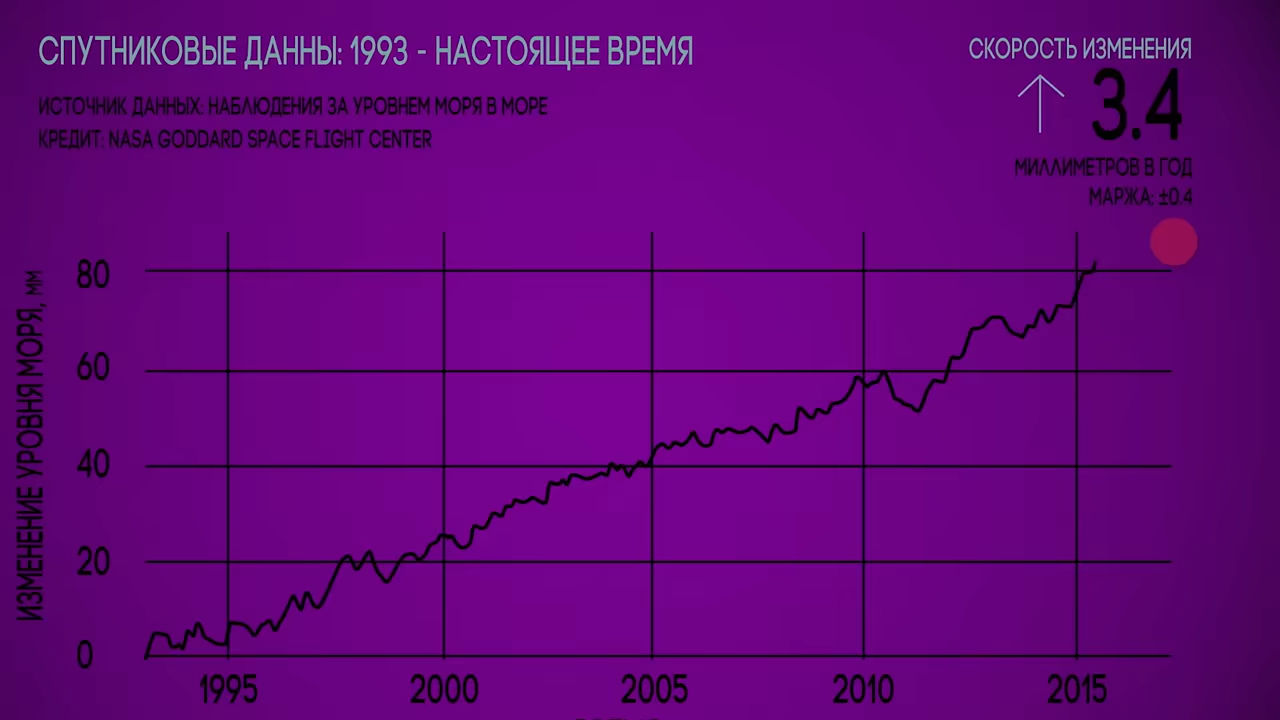 СПУТНИКОВЫЕ ДАННЫ: 1993 - НАСТОЯЩЕЕ ВРЕМЯ
ИСТОЧНИК ДАННЫХ: НАБЛЮДЕНИЯ ЗА УРОВНЕМ МОРЯ В МОРЕ
КРЕДИТ: NASA GODDARD SPACE FLIGHT CENTER
СКОРОСТЬ ИЗМЕНЕНИЯ
3.4
МИЛЛИМЕТРОВ В ГОД
МАРЖА: ±0.4
ИЗМЕНЕНИЕ УРОВНЯ МОРЯ, мм
80
60
40
20
0
1995 2000 2005 2010 2015